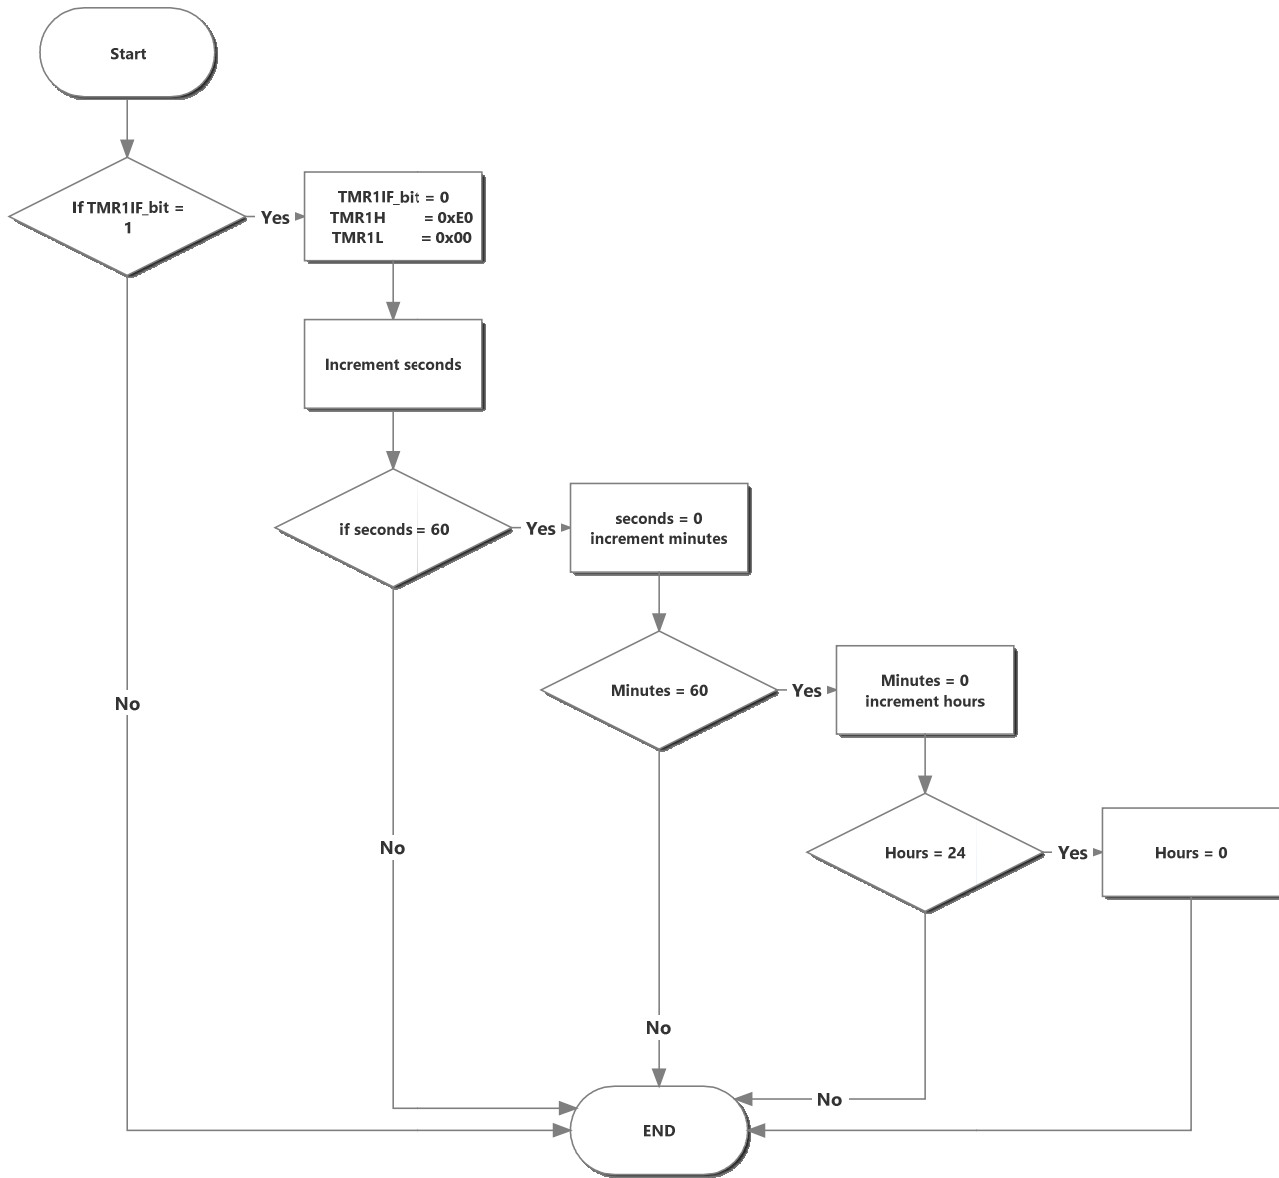 Start
If TMR1IF_bit =
1
Yes
TMR1IF_bit = 0
TMR1H = 0xE0
TMR1L = 0x00
Increment seconds
if seconds = 60
Yes
seconds = 0
increment minutes
Minutes = 60
Yes
Minutes = 0
increment hours
No
Hours = 24
Yes
Hours = 0
No
No
No
END